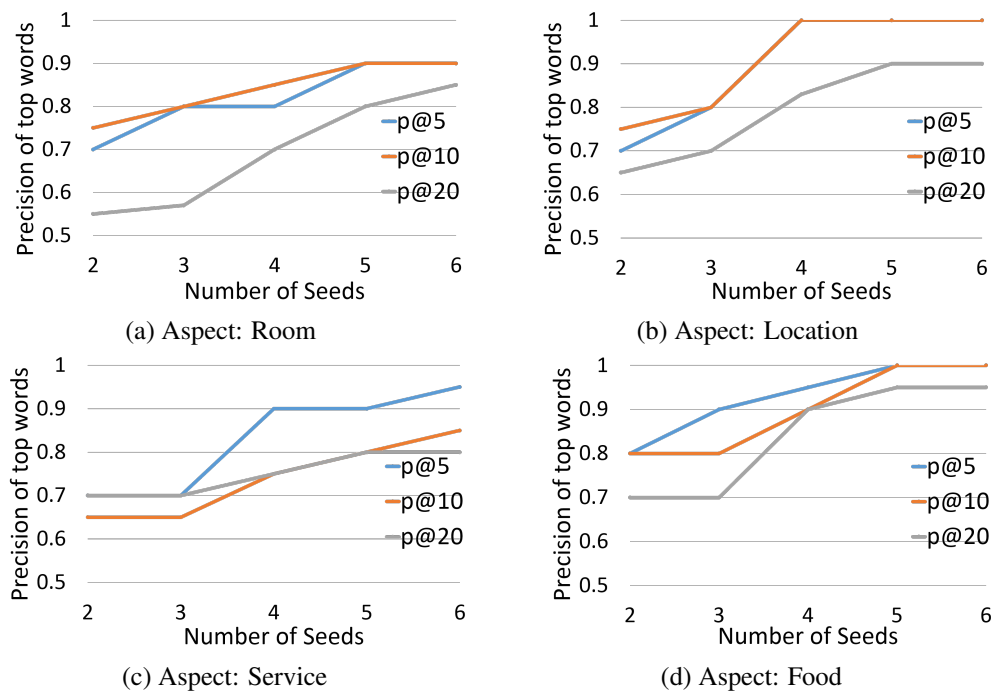 1
0.9
0.8
0.7
0.6
0.5
Precision of top words
p@5
p@10
p@20
2 3 4 5 6
Number of Seeds
(a) Aspect: Room
1
0.9
0.8
0.7
0.6
0.5
Precision of top words
p@5
p@10
p@20
2 3 4 5 6
Number of Seeds
(b) Aspect: Location
1
0.9
0.8
0.7
0.6
0.5
Precision of top words
p@5
p@10
p@20
2 3 4 5 6
Number of Seeds
(c) Aspect: Service
1
0.9
0.8
0.7
0.6
0.5
Precision of top words
p@5
p@10
p@20
2 3 4 5 6
Number of Seeds
(d) Aspect: Food